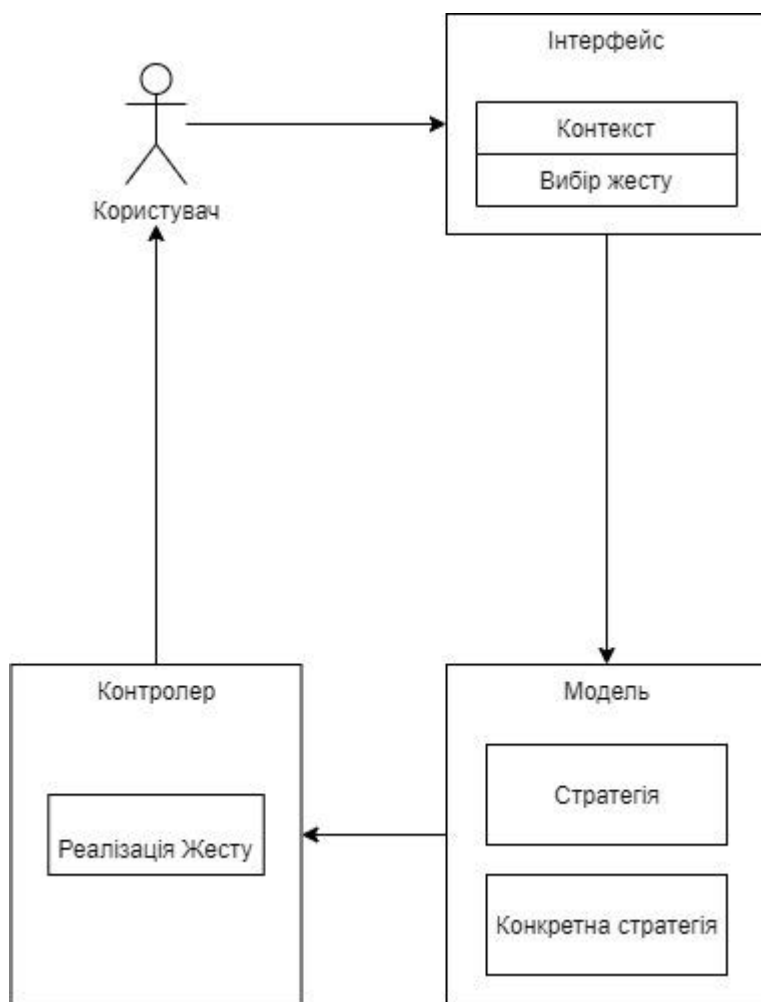 Інтерфейс
Контекст
Вибір жесту
Користувач
Контролер
Реалізація Жесту
Модель
Стратегія
Конкретна стратегія